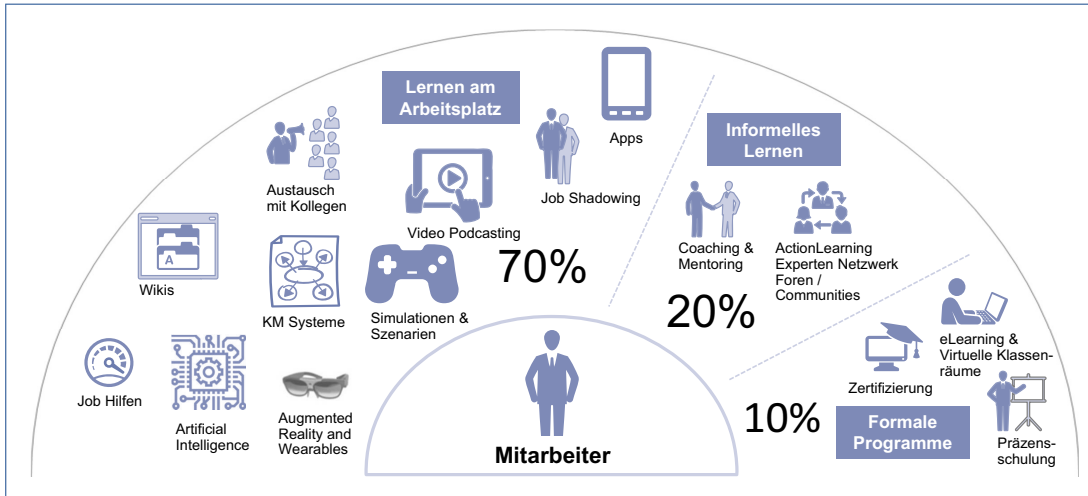 Lernen am
Arbeitsplatz
Apps
Austausch
mit Kollegen
Job Shadowing
Video Podcasting
Wikis
A
KM Systeme
Simulationen &
Szenarien
70%
Job Hilfen
Artificial
Intelligence
Augmented
Reality and
Wearables
Informelles
Lernen
Coaching &
Mentoring
ActionLearning
Experten Netzwerk
Foren /
Communities
20%
eLearning &
Virtuelle Klassen-
räume
Zertifizierung
10%
Formale
Programme
Präzens-
schulung
Mitarbeiter